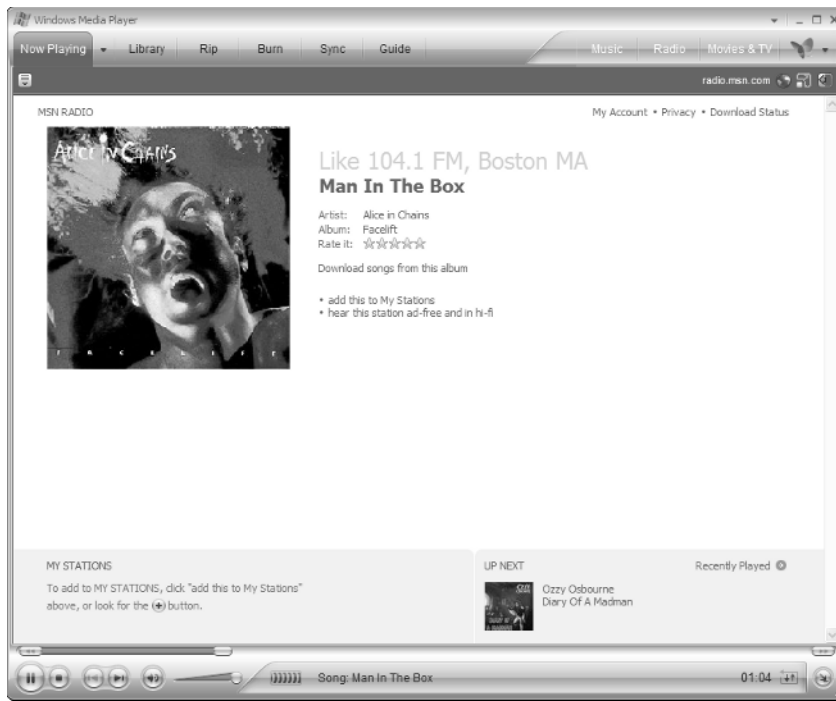 Windows Media Player
Now Playing Library Rip Burn Sync Guide Music Radio Movies & TV
radio.msn.com
MSN RADIO
My Account • Privacy • Download Status
ALICE IN CHAINS
FACELIFT
Like 104.1 FM, Boston MA
Man In The Box
Artist: Alice in Chains
Album: Facelift
Rate it:
Download songs from this album
• add this to My Stations
• hear this station ad-free and in hi-fi
MY STATIONS
To add to MY STATIONS, click "add this to My Stations"
above, or look for the (+) button.
UP NEXT
Recently Played
Ozzy Osbourne
Diary Of A Madman
Song: Man In The Box
01:04